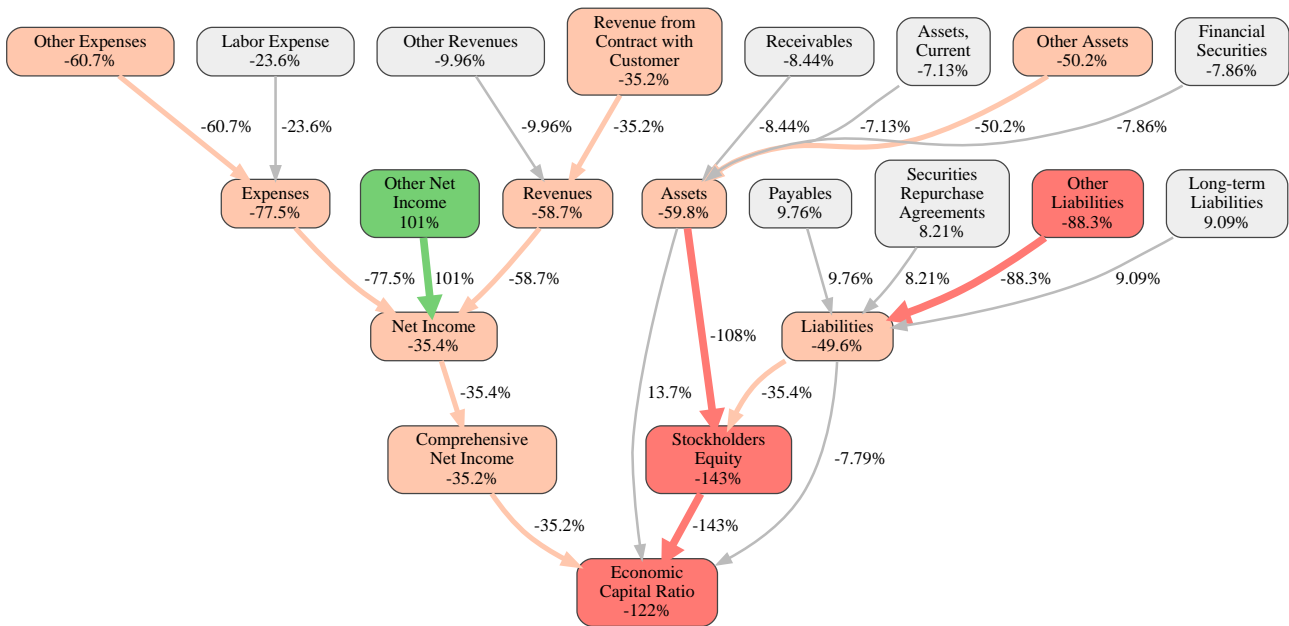 Other Expenses
-60.7%
Labor Expense
-23.6%
Other Revenues
-9.96%
Revenue from
Contract with
Customer
-35.2%
Receivables
-8.44%
Assets,
Current
-7.13%
Other Assets
-50.2%
Financial
Securities
-7.86%
-60.7%
-23.6%
-9.96%
-35.2%
-8.44%
-7.13%
-50.2%
-7.86%
Expenses
-77.5%
Other Net
Income
101%
Revenues
-58.7%
Assets
-59.8%
Payables
9.76%
Securities
Repurchase
Agreements
8.21%
Other
Liabilities
-88.3%
Long-term
Liabilities
9.09%
-77.5%
101%
-58.7%
9.76%
8.21%
-88.3%
9.09%
Net Income
-35.4%
-108%
Liabilities
-49.6%
-35.4%
13.7%
-35.4%
Comprehensive
Net Income
-35.2%
Stockholders
Equity
-143%
-7.79%
-35.2%
-143%
Economic
Capital Ratio
-122%